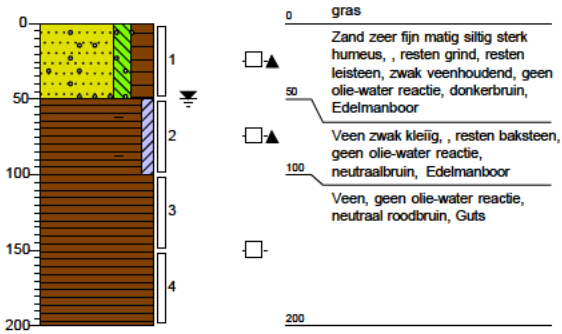 0
50
100
150
200
1
2
3
4
0
gras
Zand zeer fijn matig siltig sterk
humeus, , resten grind, resten
leisteen, zwak veenhoudend, geen
olie-water reactie, donkerbruin,
Edelmanboor
50
Veen zwak kleiïg, , resten baksteen,
geen olie-water reactie,
neutraalbruin, Edelmanboor
100
Veen, geen olie-water reactie,
neutraal roodbruin, Guts
200